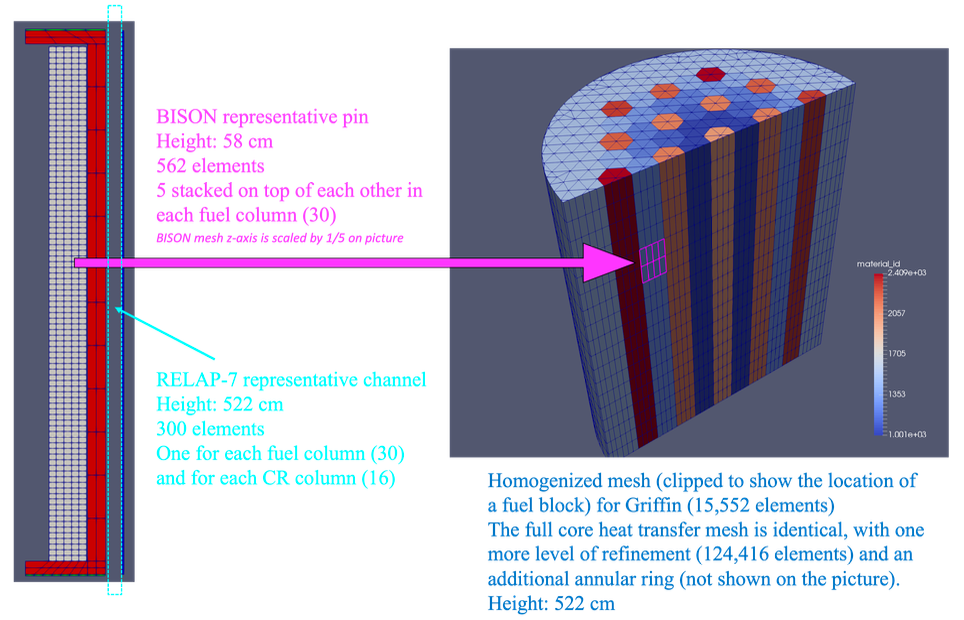 BISON representative pin
Height: 58 cm
562 elements
5 stacked on top of each other in
each fuel column (30)
BISON mesh z-axis is scaled by 1/5 on picture
material_id
2.409e+03
2057
1705
1353
1.001e+03
RELAP-7 representative channel
Height: 522 cm
300 elements
One for each fuel column (30)
and for each CR column (16)
Homogenized mesh (clipped to show the location of
a fuel block) for Griffin (15,552 elements)
The full core heat transfer mesh is identical, with one
more level of refinement (124,416 elements) and an
additional annular ring (not shown on the picture).
Height: 522 cm